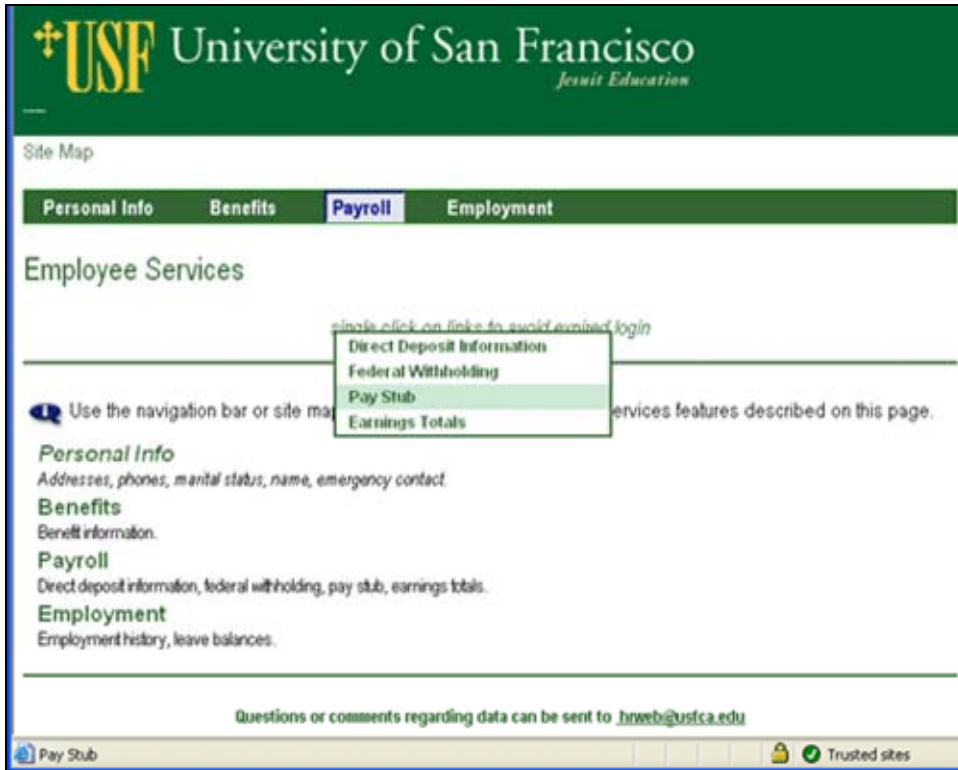 USF University of San Francisco
Jesuit Education
Site Map
Personal Info Benefits Payroll Employment
Employee Services
single click on links to avoid expired login
Direct Deposit Information
Federal Withholding
Pay Stub
Earnings Totals
Use the navigation bar or site map ervices features described on this page.
Personal Info
Addresses, phones, marital status, name, emergency contact.
Benefits
Benefit information.
Payroll
Direct deposit information, federal withholding, pay stub, earnings totals.
Employment
Employment history, leave balances.
Questions or comments regarding data can be sent to hrweb@usfca.edu
Pay Stub Trusted sites